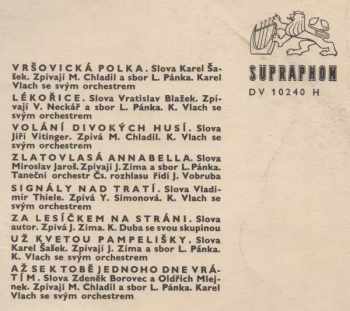 VRŠOVICKÁ POLKA. Slova Karel Ša-
šek. Zpívají M. Chladil a sbor L. Pánka. Karel
Vlach se svým orchestrem
LÉKOŘICE. Slova Vratislav Blažek. Zpí-
vají V. Neckář a sbor L. Pánka. K. Vlach se
svým orchestrem
VOLÁNÍ DIVOKÝCH HUSÍ. Slova
Jiří Vitinger. Zpívá M. Chladil. K. Vlach se
svým orchestrem
ZLATOVLASÁ ANNABELLA. Slova
Miroslav Jaroš. Zpívají J. Zima a sbor L. Pánka.
Taneční orchestr Čs. rozhlasu řídí J. Vobruba
SIGNÁLY NAD TRATÍ. Slova Vladi-
mír Thiele. Zpívá Y. Simonová. K. Vlach se
svým orchestrem
ZA LESÍČKEM NA STRÁNI. Slova
autor. Zpívá J. Zima. K. Duba se svou skupinou
UŽ KVETOU PAMPELIŠKY. Slova
Karel Šašek. Zpívají J. Zima a sbor L. Pánka.
K. Vlach se svým orchestrem
AŽ SE K TOBĚ JEDNOHO DNE VRÁ-
TÍM. Slova Zdeněk Borovec a Oldřich Mlej-
nek. Zpívají M. Chladil a sbor L. Pánka. Karel
Vlach se svým orchestrem
SUPRAPHON
DV 10240 H